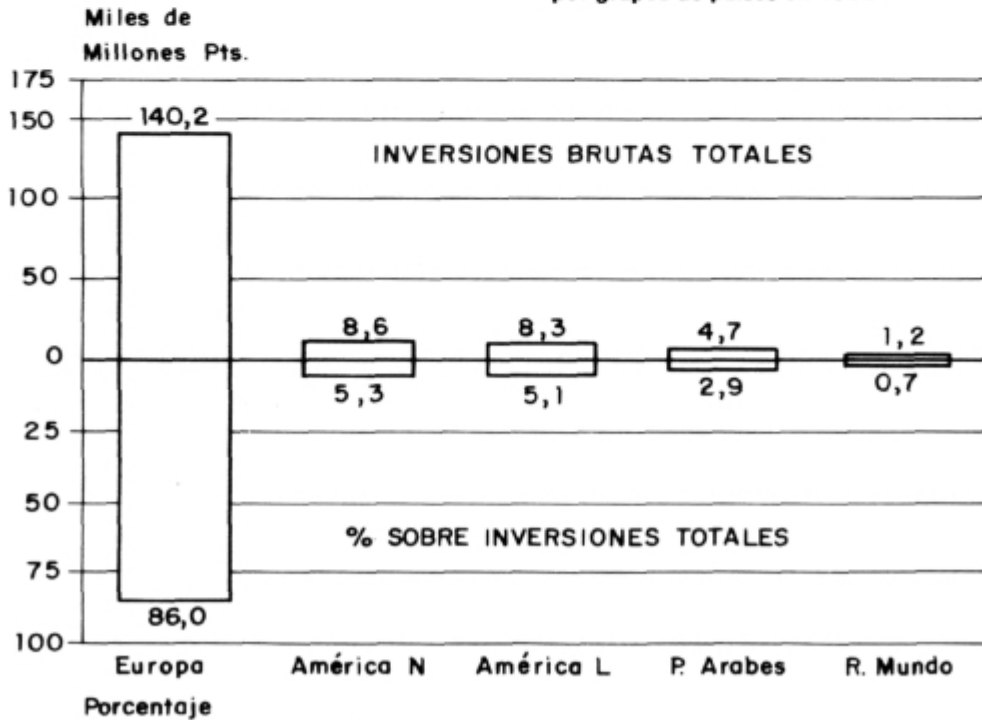 Miles de
Millones Pts.
175
150
140,2
INVERSIONES BRUTAS TOTALES
100
50
8,6 8,3 4,7 1,2
0
5,3 5,1 2,9 0,7
25
50
% SOBRE INVERSIONES TOTALES
75
86,0
100
Europa América N América L P. Arabes R. Mundo
Porcentaje